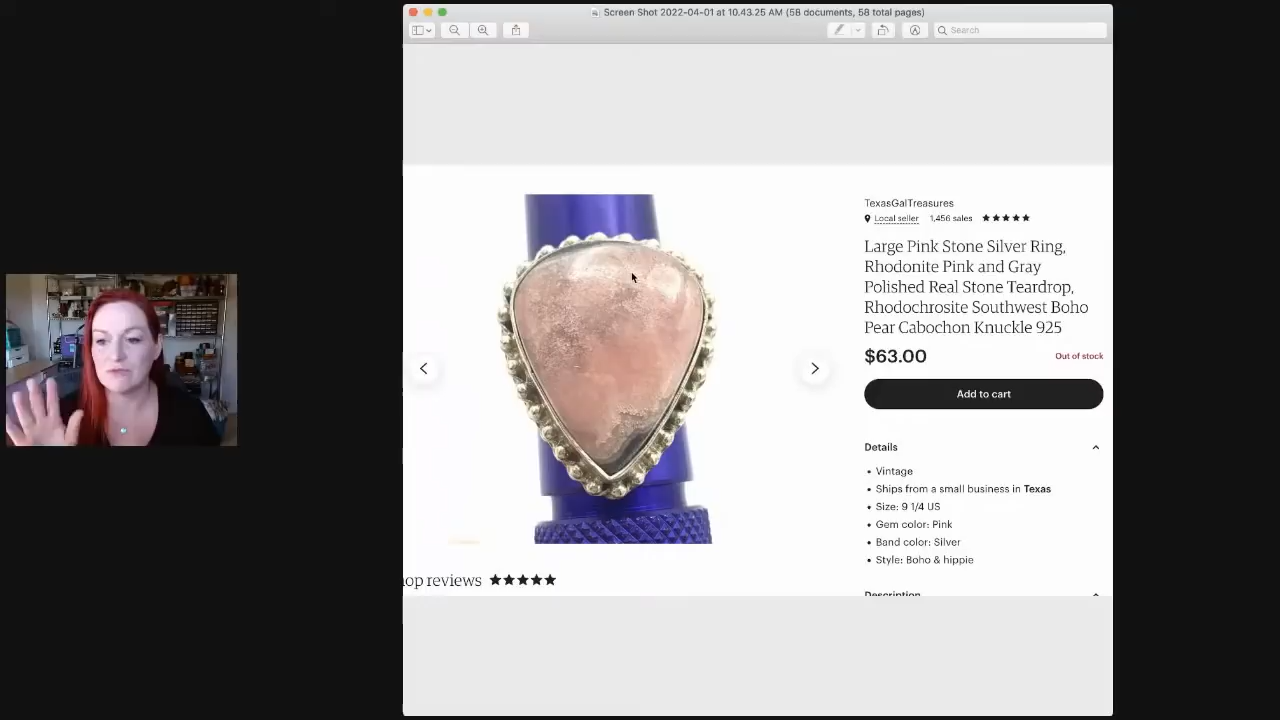 Screen Shot 2022-04-01 at 10.43.25 AM (58 documents, 58 total pages)
Search
TexasGalTreasures
Local seller 1,456 sales ★★★★★
Large Pink Stone Silver Ring,
Rhodonite Pink and Gray
Polished Real Stone Teardrop,
Rhodochrosite Southwest Boho
Pear Cabochon Knuckle 925
$63.00 Out of stock
Add to cart
Details
• Vintage
• Ships from a small business in Texas
• Size: 9 1/4 US
• Gem color: Pink
• Band color: Silver
• Style: Boho & hippie
op reviews ★★★★★
Description